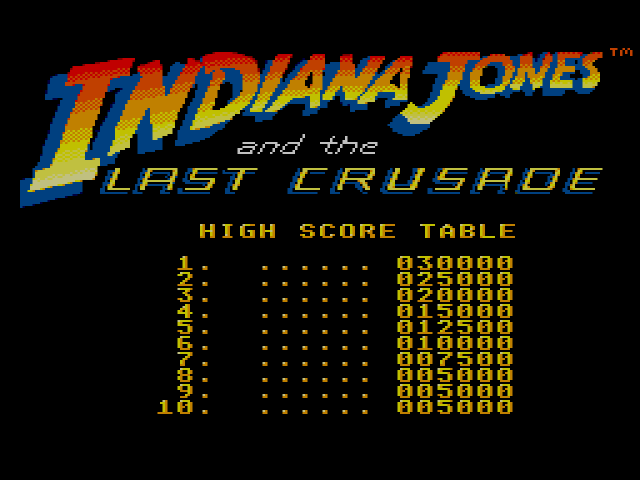 INDIANA JONES™
and the
LAST CRUSADE
HIGH SCORE TABLE
1. ...... 030000
2. ...... 025000
3. ...... 020000
4. ...... 015000
5. ...... 012500
6. ...... 010000
7. ...... 007500
8. ...... 005000
9. ...... 005000
10. ...... 005000